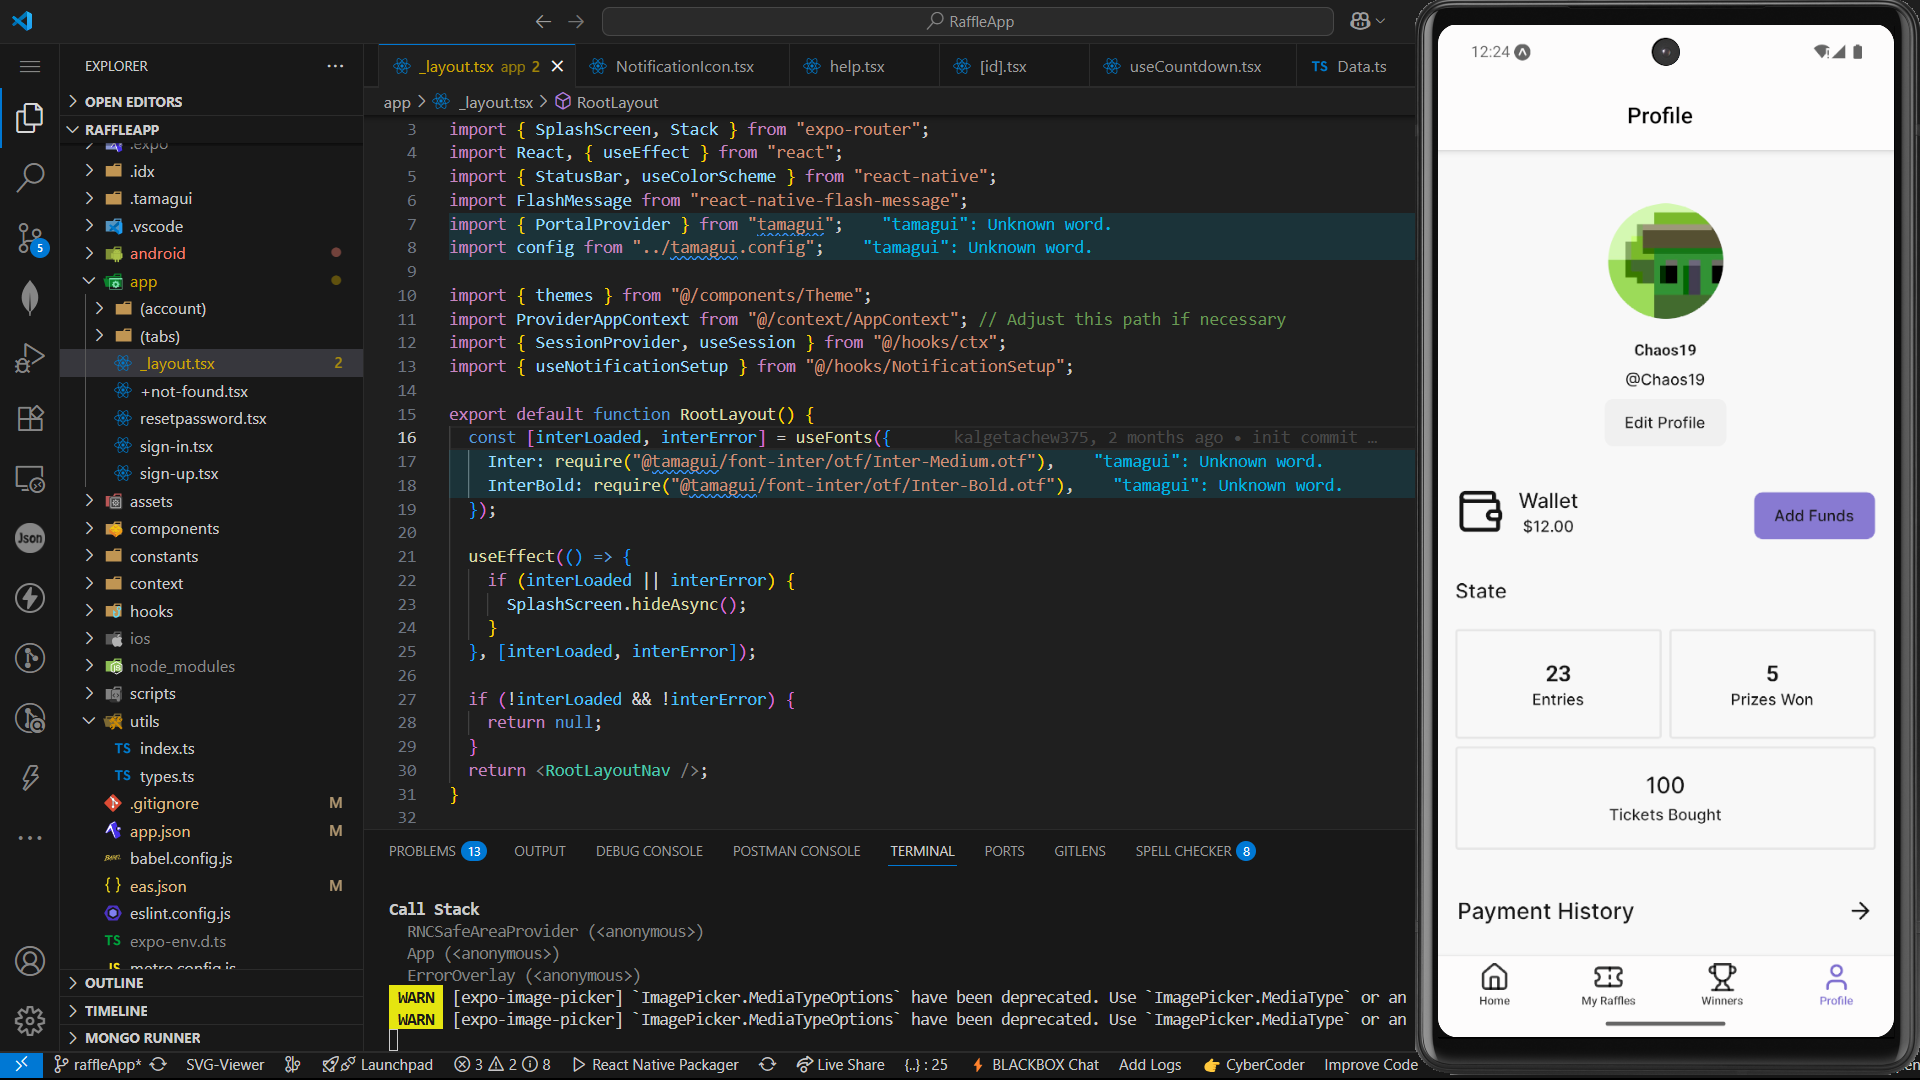 RaffleApp
EXPLORER
OPEN EDITORS
RAFFLEAPP
.expo
.idx
.tamagui
.vscode
android
app
(account)
(tabs)
_layout.tsx 2
+not-found.tsx
resetpassword.tsx
sign-in.tsx
sign-up.tsx
assets
components
constants
context
hooks
ios
node_modules
scripts
utils
TS index.ts
TS types.ts
.gitignore M
app.json M
babel.config.js
{} eas.json M
eslint.config.js
TS expo-env.d.ts
JS metro.config.js
OUTLINE
TIMELINE
MONGO RUNNER
5
Json
_layout.tsx app 2
NotificationIcon.tsx
help.tsx
[id].tsx
useCountdown.tsx
TS Data.ts
app > _layout.tsx > RootLayout
3 import { SplashScreen, Stack } from "expo-router";
4 import React, { useEffect } from "react";
5 import { StatusBar, useColorScheme } from "react-native";
6 import FlashMessage from "react-native-flash-message";
7 import { PortalProvider } from "tamagui"; "tamagui": Unknown word.
8 import config from "../tamagui.config"; "tamagui": Unknown word.
9
10 import { themes } from "@/components/Theme";
11 import ProviderAppContext from "@/context/AppContext"; // Adjust this path if necessary
12 import { SessionProvider, useSession } from "@/hooks/ctx";
13 import { useNotificationSetup } from "@/hooks/NotificationSetup";
14
15 export default function RootLayout() {
16 const [interLoaded, interError] = useFonts({ kalgetachew375, 2 months ago • init commit …
17 Inter: require("@tamagui/font-inter/otf/Inter-Medium.otf"), "tamagui": Unknown word.
18 InterBold: require("@tamagui/font-inter/otf/Inter-Bold.otf"), "tamagui": Unknown word.
19 });
20
21 useEffect(() => {
22 if (interLoaded || interError) {
23 SplashScreen.hideAsync();
24 }
25 }, [interLoaded, interError]);
26
27 if (!interLoaded && !interError) {
28 return null;
29 }
30 return <RootLayoutNav />;
31 }
32
PROBLEMS 13 OUTPUT DEBUG CONSOLE POSTMAN CONSOLE TERMINAL PORTS GITLENS SPELL CHECKER 8
Call Stack
RNCSafeAreaProvider (<anonymous>)
App (<anonymous>)
ErrorOverlay (<anonymous>)
WARN [expo-image-picker] `ImagePicker.MediaTypeOptions` have been deprecated. Use `ImagePicker.MediaType` or an
WARN [expo-image-picker] `ImagePicker.MediaTypeOptions` have been deprecated. Use `ImagePicker.MediaType` or an
raffleApp* SVG-Viewer Launchpad 3 2 8 React Native Packager Live Share {..} : 25 BLACKBOX Chat Add Logs CyberCoder Improve Code
12:24
Profile
Chaos19
@Chaos19
Edit Profile
Wallet
$12.00
Add Funds
State
23
Entries
5
Prizes Won
100
Tickets Bought
Payment History
Home
My Raffles
Winners
Profile